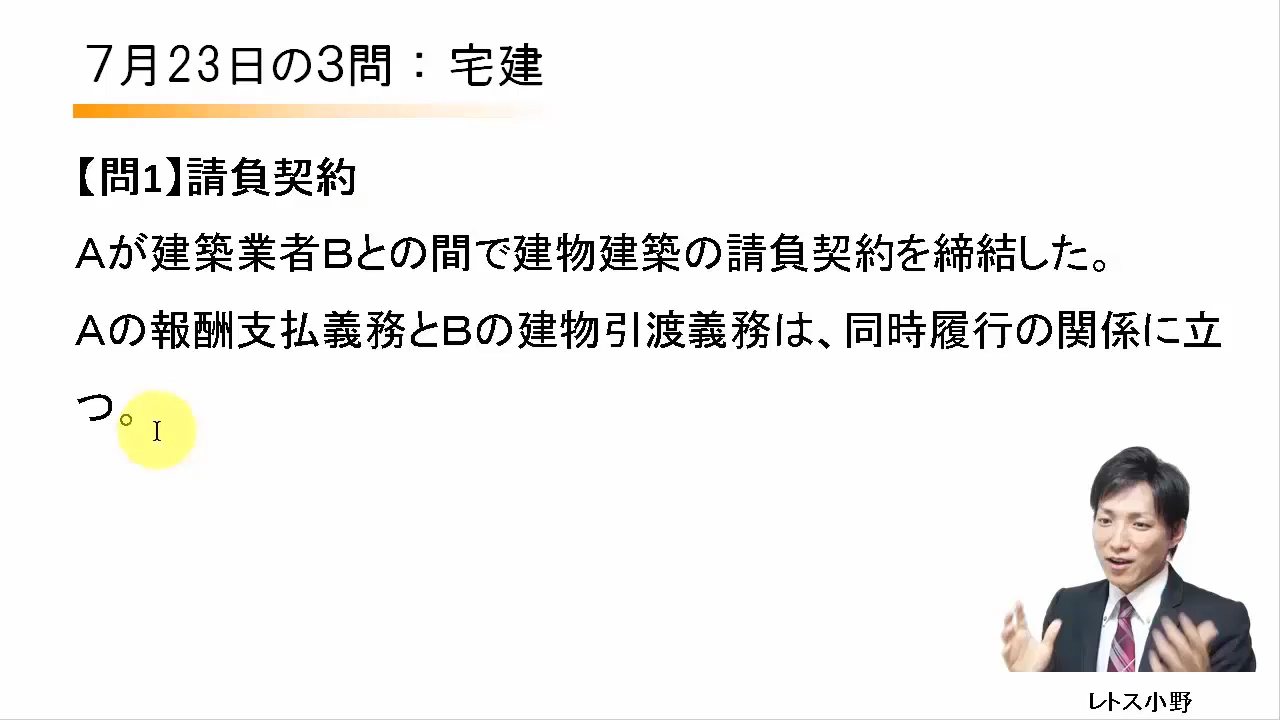 7月23日の3問：宅建
【問1】請負契約
Aが建築業者Bとの間で建物建築の請負契約を締結した。
Aの報酬支払義務とBの建物引渡義務は、同時履行の関係に立
つ。
レトス小野